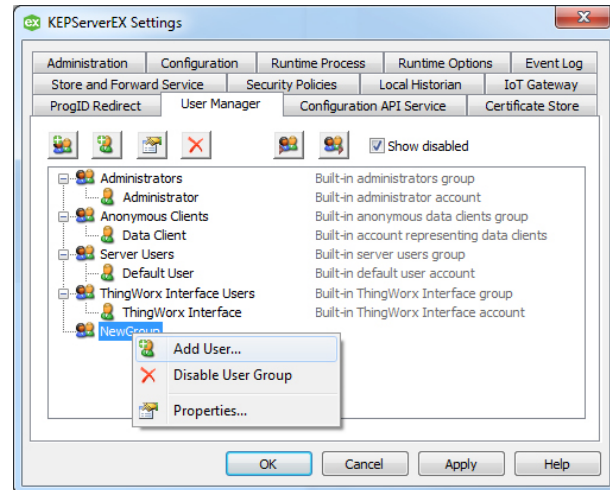 KEPServerEX Settings
Administration Configuration Runtime Process Runtime Options Event Log
Store and Forward Service Security Policies Local Historian IoT Gateway
ProgID Redirect User Manager Configuration API Service Certificate Store
Show disabled
Administrators Built-in administrators group
Administrator Built-in administrator account
Anonymous Clients Built-in anonymous data clients group
Data Client Built-in account representing data clients
Server Users Built-in server users group
Default User Built-in default user account
ThingWorx Interface Users Built-in ThingWorx Interface group
ThingWorx Interface Built-in ThingWorx Interface account
NewGroup
Add User...
Disable User Group
Properties...
OK Cancel Apply Help